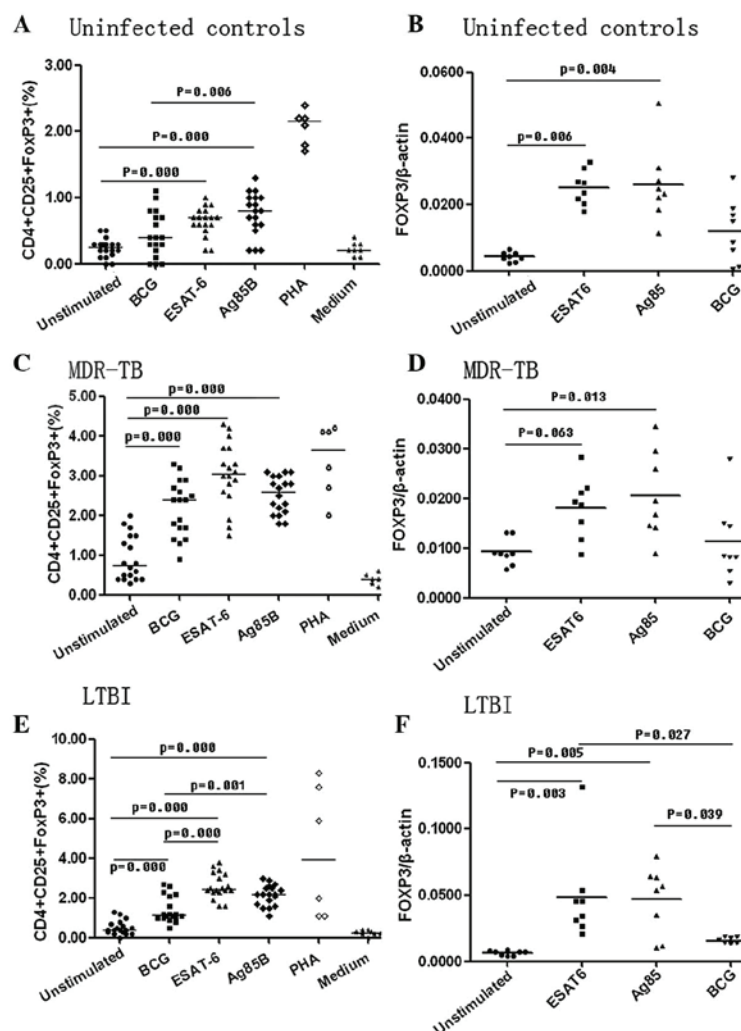 A Uninfected controls
3.00
2.00
1.00
0.00
CD4+CD25+FoxP3+(%)
P=0.006
P=0.000
P=0.000
Unstimulated
BCG
ESAT-6
Ag85B
PHA
Medium
B Uninfected controls
0.0600
0.0400
0.0200
0.0000
FOXP3/β-actin
p=0.004
p=0.006
Unstimulated
ESAT6
Ag85
BCG
C MDR-TB
5.00
4.00
3.00
2.00
1.00
0.00
CD4+CD25+FoxP3+(%)
p=0.000
p=0.000
p=0.000
Unstimulated
BCG
ESAT-6
Ag85B
PHA
Medium
D MDR-TB
0.0400
0.0300
0.0200
0.0100
0.0000
FOXP3/β-actin
P=0.013
P=0.063
Unstimulated
ESAT6
Ag85
BCG
E LTBI
10.00
8.00
6.00
4.00
2.00
0.00
CD4+CD25+FoxP3+(%)
p=0.000
p=0.001
p=0.000
p=0.000
p=0.000
Unstimulated
BCG
ESAT-6
Ag85B
PHA
Medium
F LTBI
0.1500
0.1000
0.0500
0.0000
FOXP3/β-actin
P=0.027
P=0.005
P=0.003
P=0.039
Unstimulated
ESAT6
Ag85
BCG